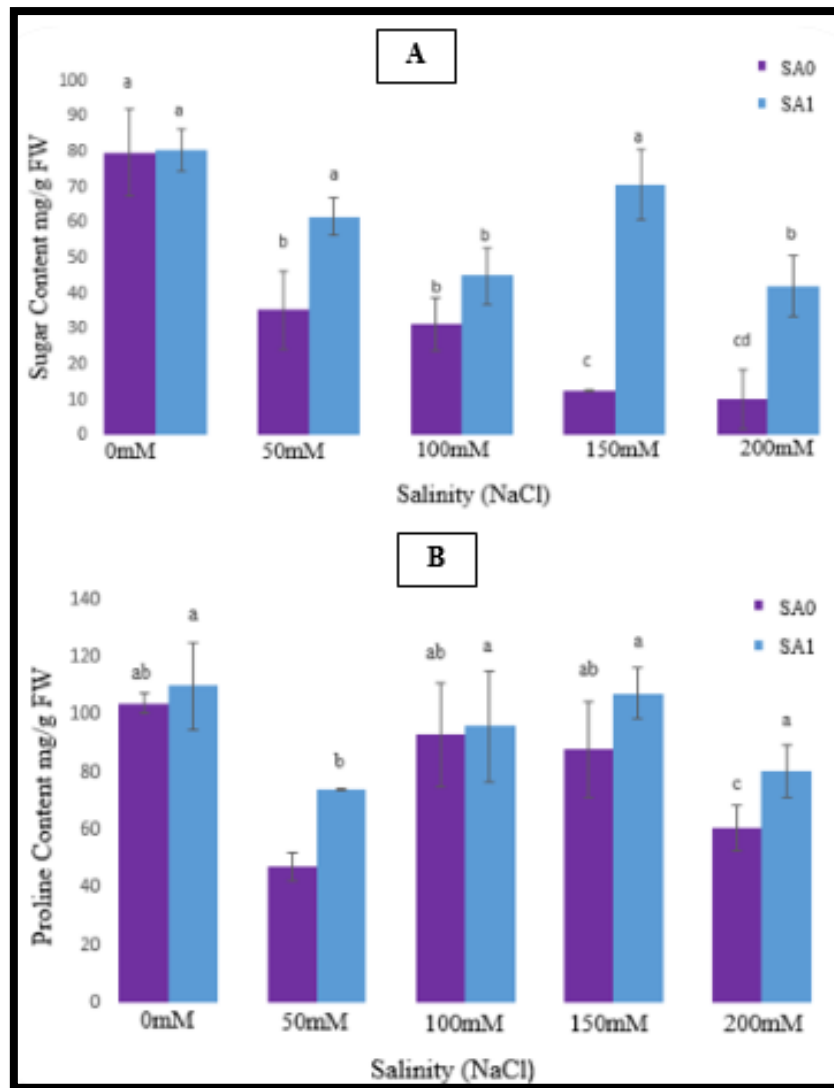 A
100
90
80
70
60
50
40
30
20
10
0
Sugar Content mg/g FW
SA0
SA1
a a
b a
b b
c a
cd b
0mM 50mM 100mM 150mM 200mM
Salinity (NaCl)
B
140
120
100
80
60
40
20
0
Proline Content mg/g FW
SA0
SA1
ab a
b
ab a
ab a
c a
0mM 50mM 100mM 150mM 200mM
Salinity (NaCl)